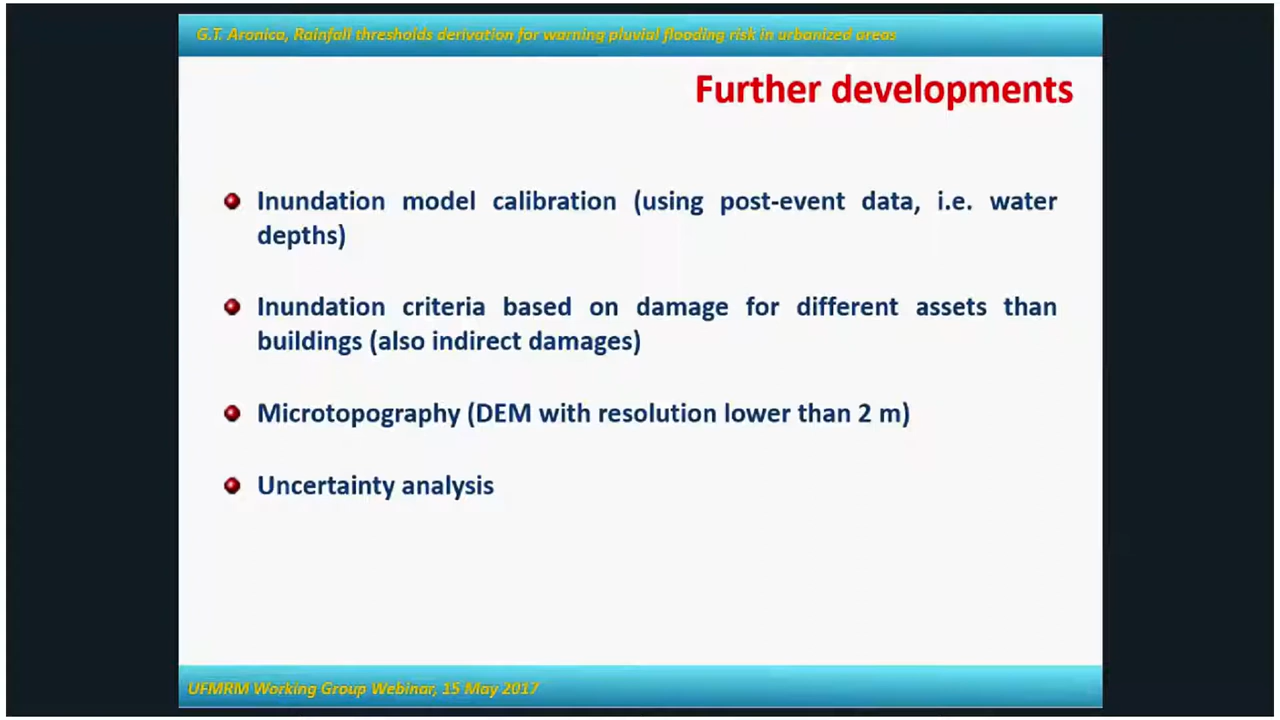 G.T. Aronica, Rainfall thresholds derivation for warning pluvial flooding risk in urbanized areas
Further developments
Inundation model calibration (using post-event data, i.e. water
depths)
Inundation criteria based on damage for different assets than
buildings (also indirect damages)
Microtopography (DEM with resolution lower than 2 m)
Uncertainty analysis
UFMRM Working Group Webinar, 15 May 2017